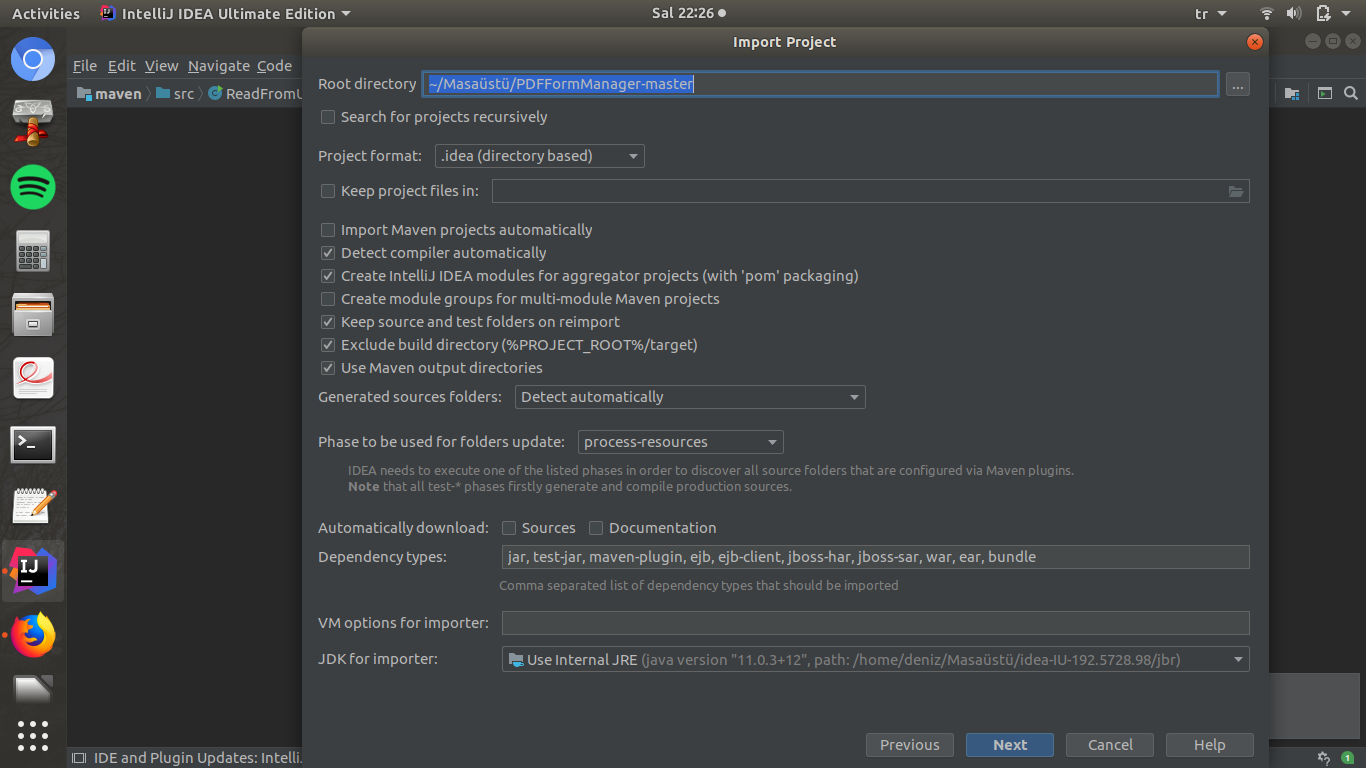 Activities IntelliJ IDEA Ultimate Edition Sal 22:26 tr
Import Project
File Edit View Navigate Code
maven src ReadFromU
Root directory ~/Masaüstü/PDFFormManager-master ...
Search for projects recursively
Project format: .idea (directory based)
Keep project files in:
Import Maven projects automatically
Detect compiler automatically
Create IntelliJ IDEA modules for aggregator projects (with 'pom' packaging)
Create module groups for multi-module Maven projects
Keep source and test folders on reimport
Exclude build directory (%PROJECT_ROOT%/target)
Use Maven output directories
Generated sources folders: Detect automatically
Phase to be used for folders update: process-resources
IDEA needs to execute one of the listed phases in order to discover all source folders that are configured via Maven plugins.
Note that all test-* phases firstly generate and compile production sources.
Automatically download: Sources Documentation
Dependency types: jar, test-jar, maven-plugin, ejb, ejb-client, jboss-har, jboss-sar, war, ear, bundle
Comma separated list of dependency types that should be imported
VM options for importer:
JDK for importer: Use Internal JRE (java version "11.0.3+12", path: /home/deniz/Masaüstü/idea-IU-192.5728.98/jbr)
Previous Next Cancel Help
IDE and Plugin Updates: Intelli 1
IJ